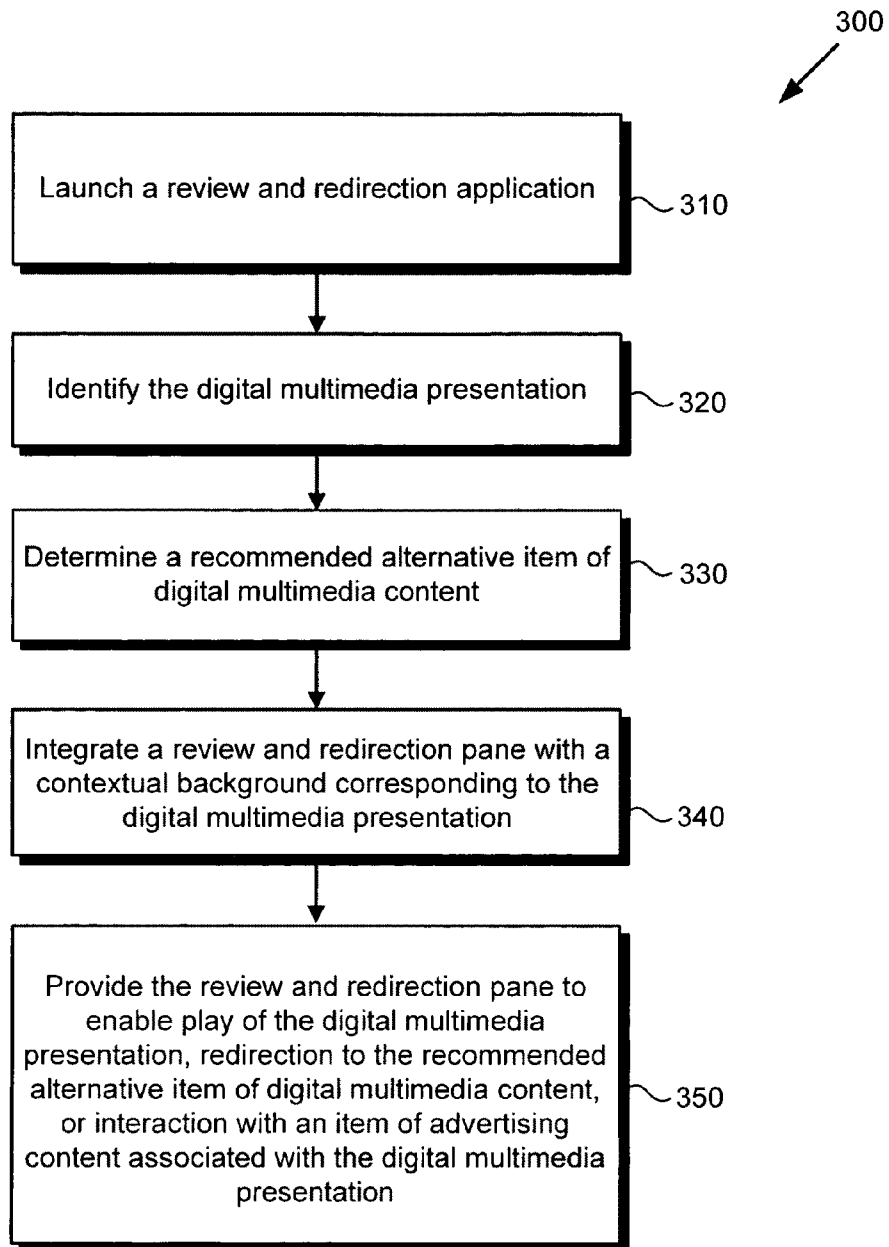 300
Launch a review and redirection application
310
Identify the digital multimedia presentation
320
Determine a recommended alternative item of
digital multimedia content
330
Integrate a review and redirection pane with a
contextual background corresponding to the
digital multimedia presentation
340
Provide the review and redirection pane to
enable play of the digital multimedia
presentation, redirection to the recommended
alternative item of digital multimedia content,
or interaction with an item of advertising
content associated with the digital multimedia
presentation
350